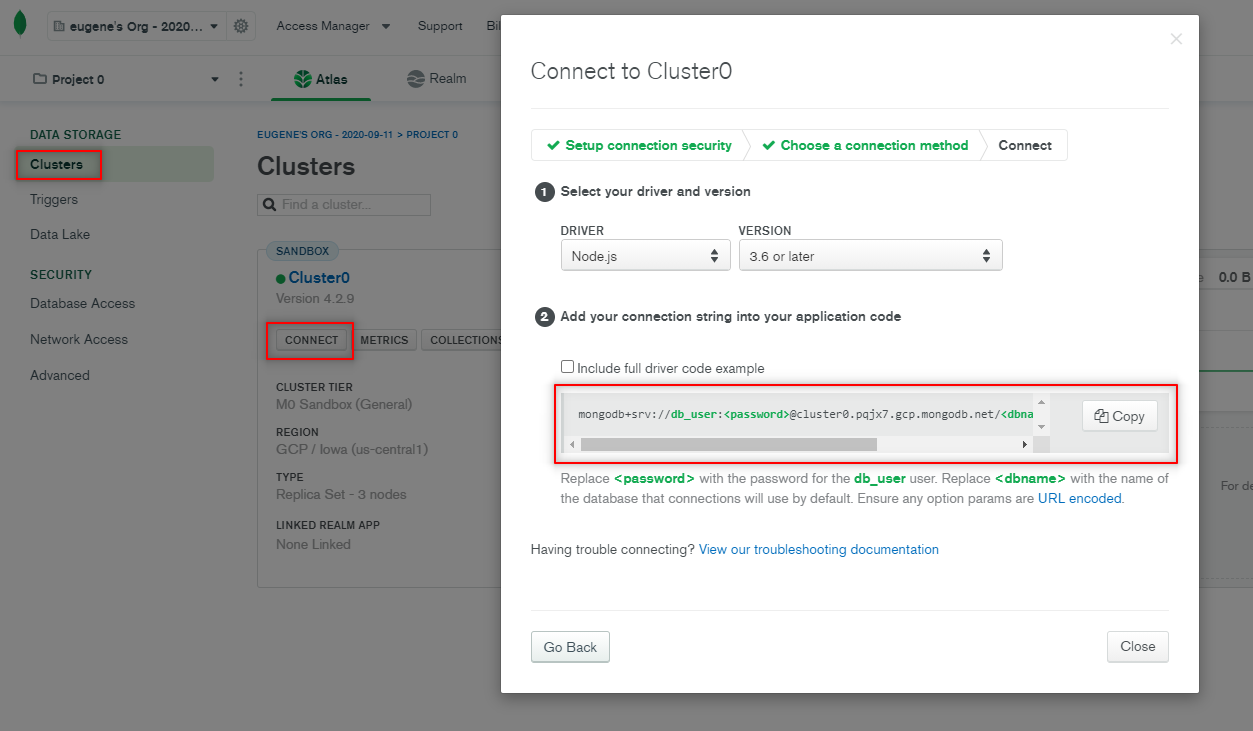 eugene's Org - 2020...
Access Manager
Support
Bil
Project 0
Atlas
Realm
DATA STORAGE
Clusters
Triggers
Data Lake
SECURITY
Database Access
Network Access
Advanced
EUGENE'S ORG - 2020-09-11 > PROJECT 0
Clusters
Find a cluster...
SANDBOX
Cluster0
Version 4.2.9
CONNECT
METRICS
COLLECTIONS
CLUSTER TIER
M0 Sandbox (General)
REGION
GCP / Iowa (us-central1)
TYPE
Replica Set - 3 nodes
LINKED REALM APP
None Linked
Connect to Cluster0
Setup connection security
Choose a connection method
Connect
1 Select your driver and version
DRIVER
VERSION
Node.js
3.6 or later
2 Add your connection string into your application code
Include full driver code example
mongodb+srv://db_user:<password>@cluster0.pqjx7.gcp.mongodb.net/<dbna
Copy
Replace <password> with the password for the db_user user. Replace <dbname> with the name of
the database that connections will use by default. Ensure any option params are URL encoded.
Having trouble connecting? View our troubleshooting documentation
Go Back
Close
e 0.0 B
For de